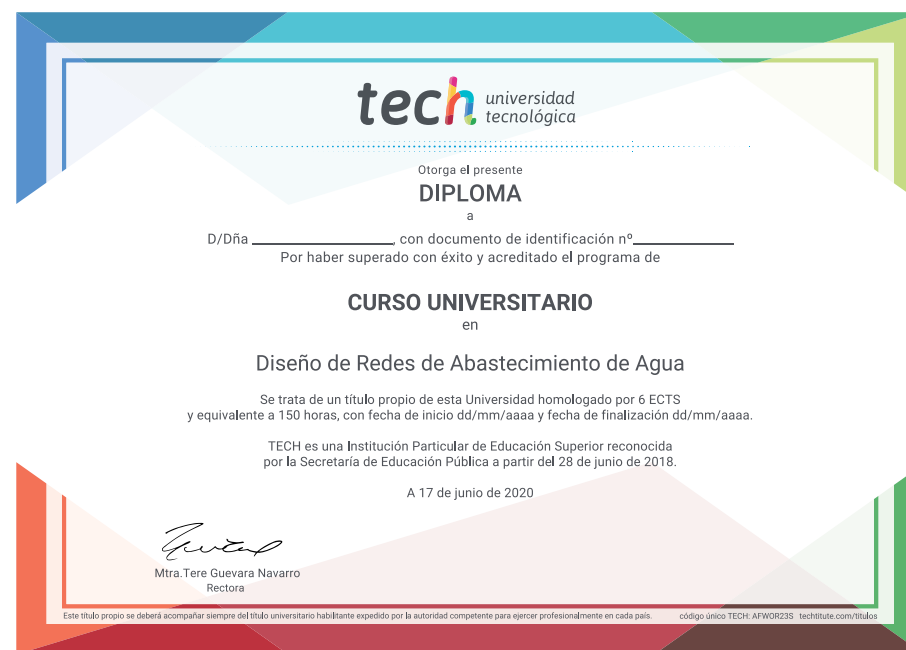 tech universidad
tecnológica
Otorga el presente
DIPLOMA
a
D/Dña ________________, con documento de identificación nº____________
Por haber superado con éxito y acreditado el programa de
CURSO UNIVERSITARIO
en
Diseño de Redes de Abastecimiento de Agua
Se trata de un título propio de esta Universidad homologado por 6 ECTS
y equivalente a 150 horas, con fecha de inicio dd/mm/aaaa y fecha de finalización dd/mm/aaaa.
TECH es una Institución Particular de Educación Superior reconocida
por la Secretaría de Educación Pública a partir del 28 de junio de 2018.
A 17 de junio de 2020
Mtra.Tere Guevara Navarro
Rectora
Este título propio se deberá acompañar siempre del título universitario habilitante expedido por la autoridad competente para ejercer profesionalmente en cada país. código único TECH: AFWOR23S techtitute.com/titulos